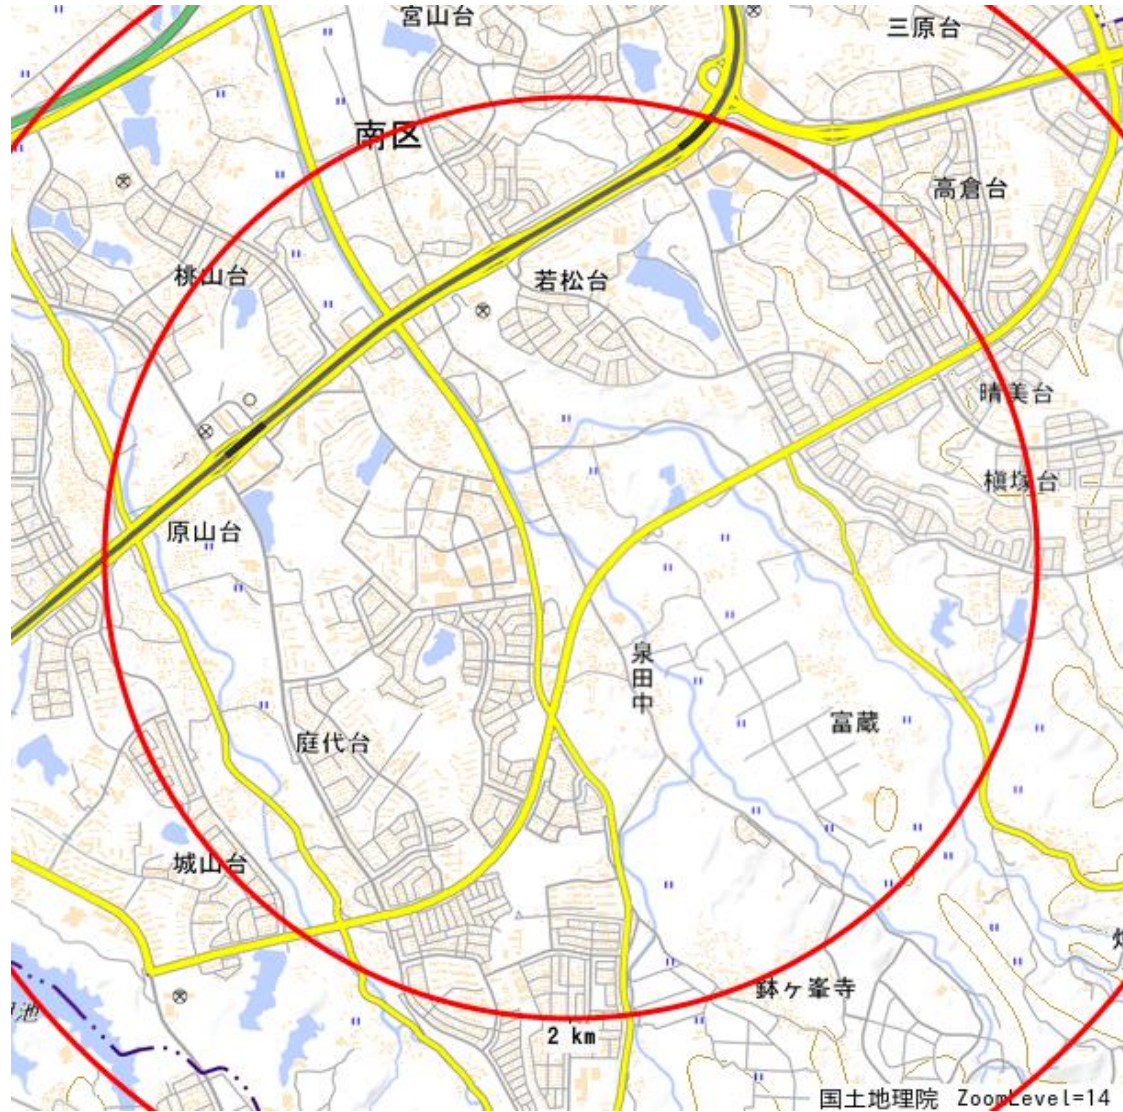 宮山台
三原台
南区
高倉台
桃山台
若松台
晴美台
槇塚台
原山台
泉田中
富蔵
庭代台
城山台
鉢ヶ峯寺
池
2 km
国土地理院 ZoomLevel=14